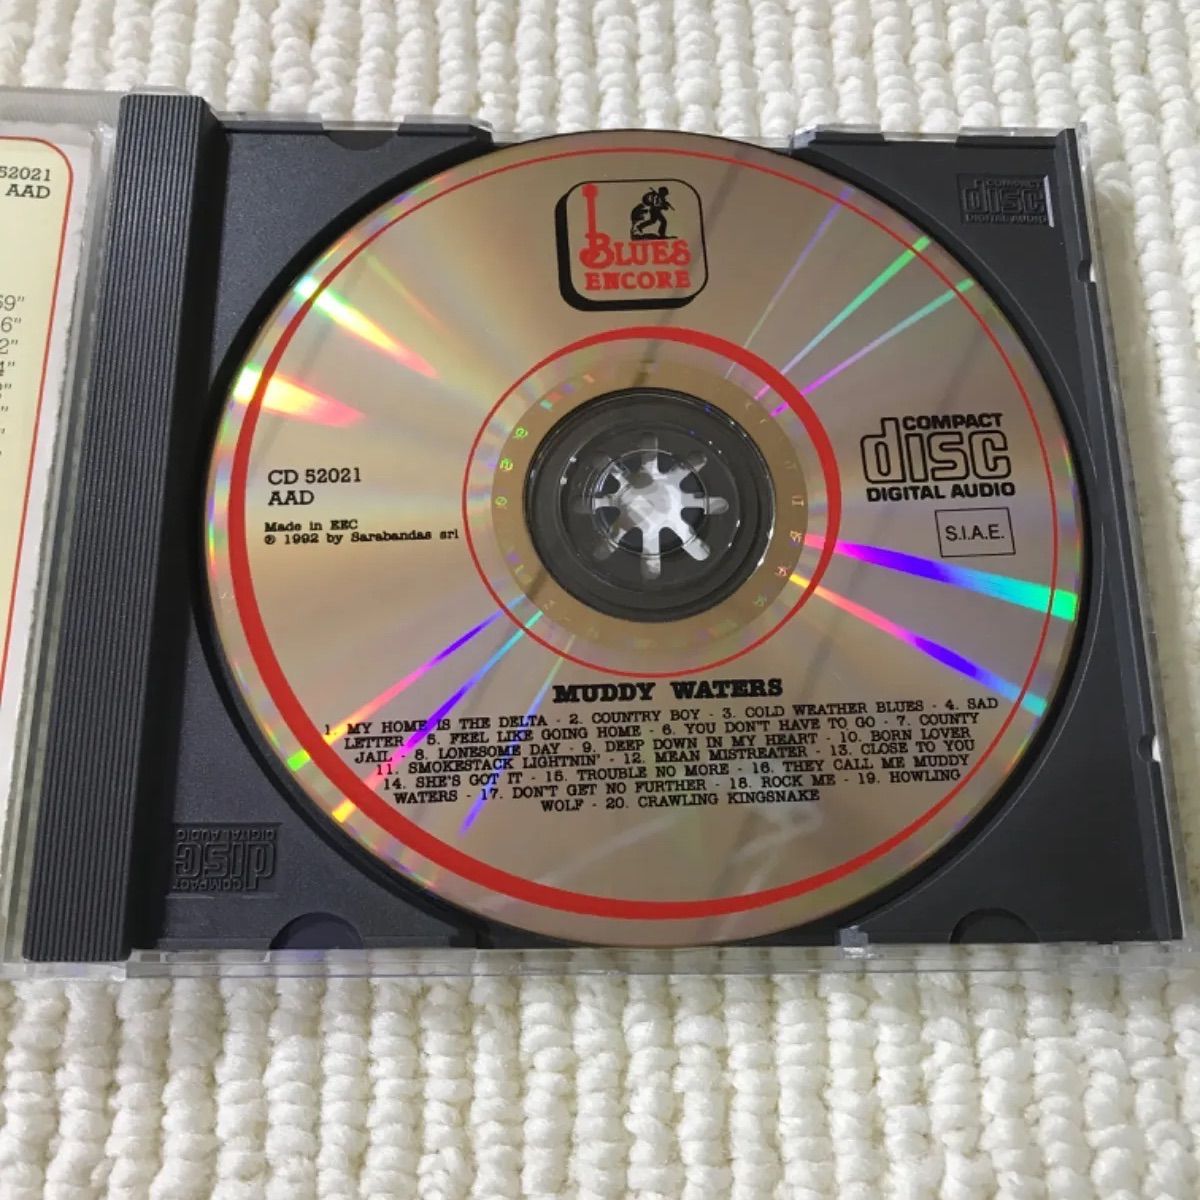 52021
AAD
59"
6"
2"
4"
BLUES
ENCORE
COMPACT
disc
DIGITAL AUDIO
CD 52021
AAD
Made in EEC
℗ 1992 by Sarabandas srl
COMPACT
disc
DIGITAL AUDIO
S.I.A.E.
MUDDY WATERS
1. MY HOME IS THE DELTA - 2. COUNTRY BOY - 3. COLD WEATHER BLUES - 4. SAD
LETTER - 5. FEEL LIKE GOING HOME - 6. YOU DON'T HAVE TO GO - 7. COUNTY
JAIL - 8. LONESOME DAY - 9. DEEP DOWN IN MY HEART - 10. BORN LOVER
11. SMOKESTACK LIGHTNIN' - 12. MEAN MISTREATER - 13. CLOSE TO YOU
14. SHE'S GOT IT - 15. TROUBLE NO MORE - 16. THEY CALL ME MUDDY
WATERS - 17. DON'T GET NO FURTHER - 18. ROCK ME - 19. HOWLING
WOLF - 20. CRAWLING KINGSNAKE
COMPACT
disc
DIGITAL AUDIO